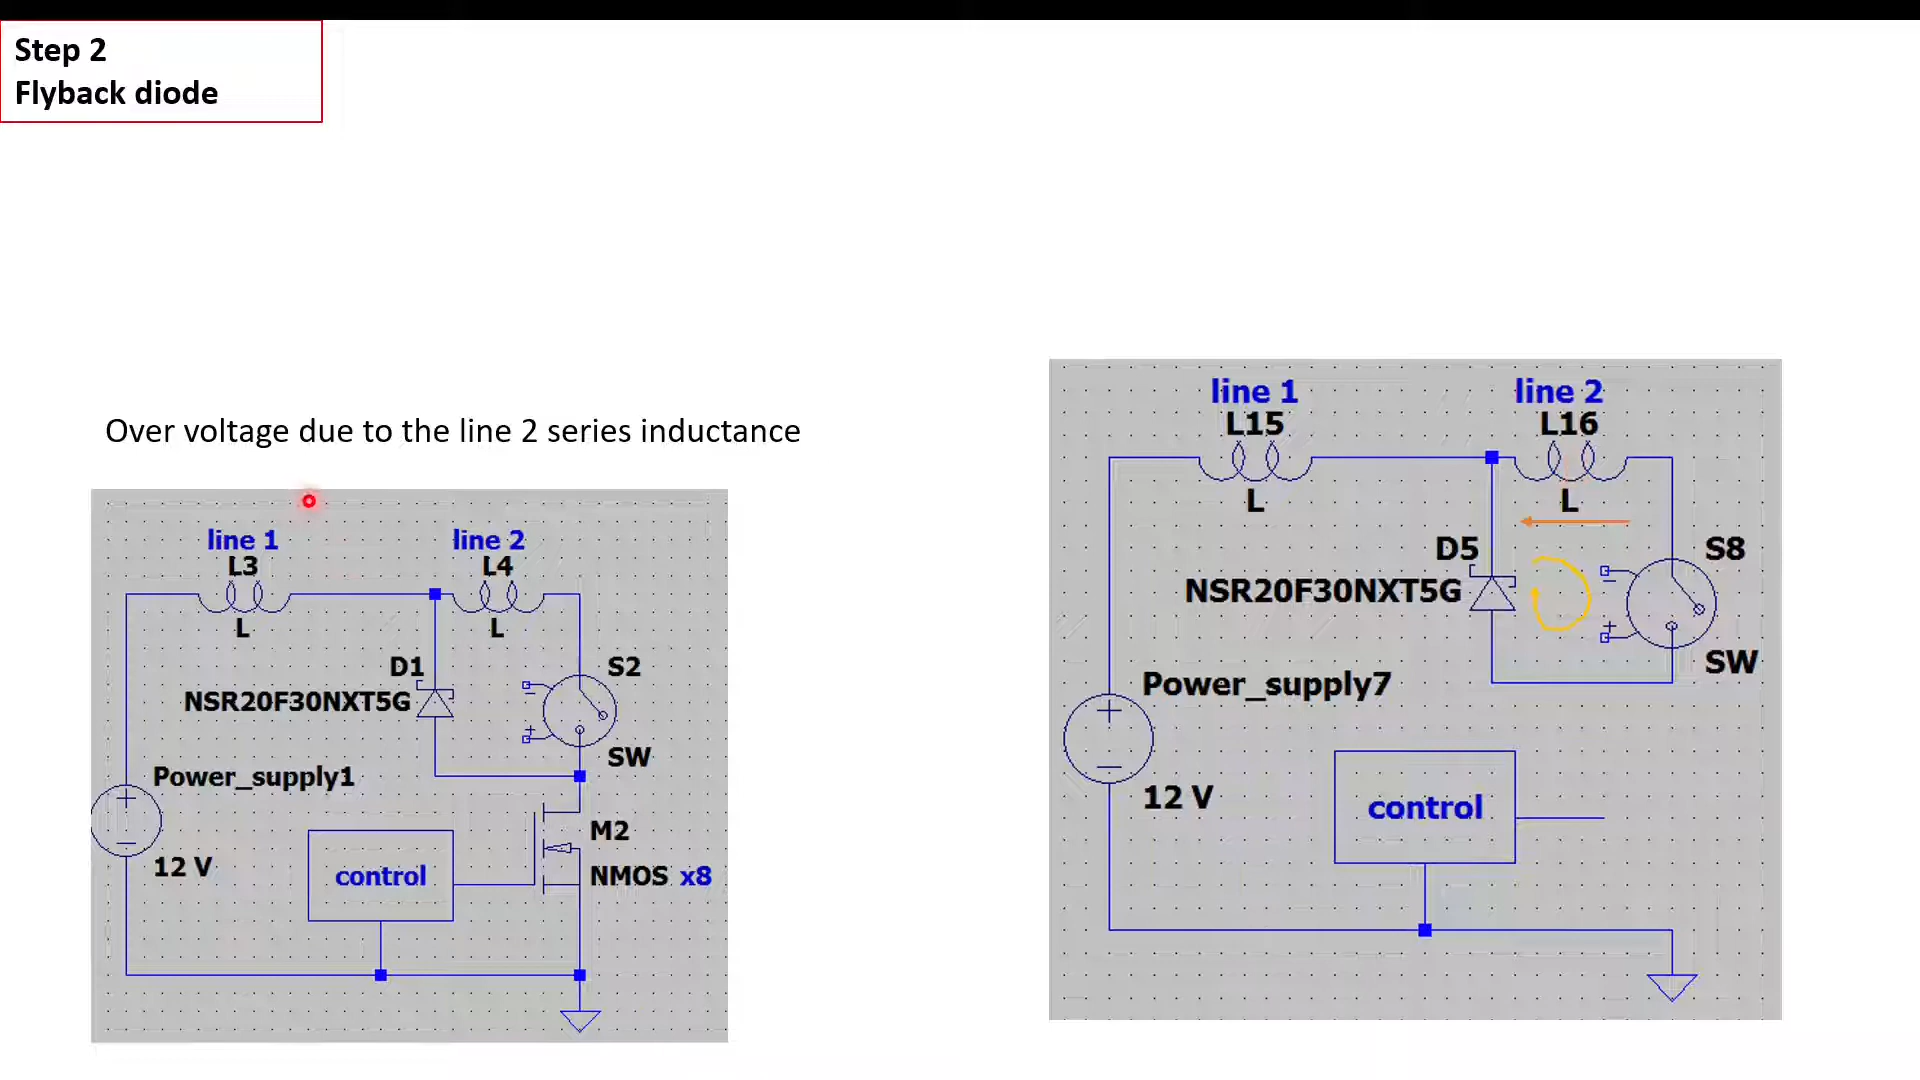 Step 2
Flyback diode
Over voltage due to the line 2 series inductance
line 1
L3
L
line 2
L4
L
D1
NSR20F30NXT5G
S2
SW
Power_supply1
12 V
control
M2
NMOS x8
line 1
L15
L
line 2
L16
L
D5
NSR20F30NXT5G
S8
SW
Power_supply7
12 V
control